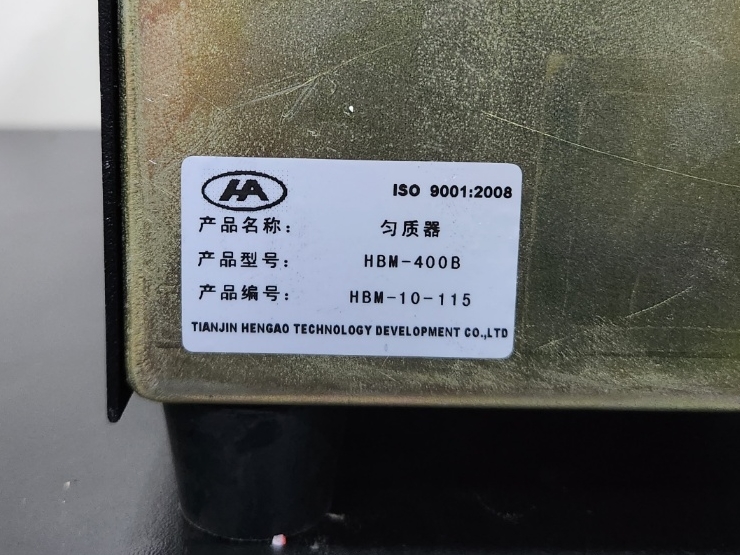 HA
ISO 9001:2008
产品名称: 匀质器
产品型号: HBM-400B
产品编号: HBM-10-115
TIANJIN HENGAO TECHNOLOGY DEVELOPMENT CO.,LTD